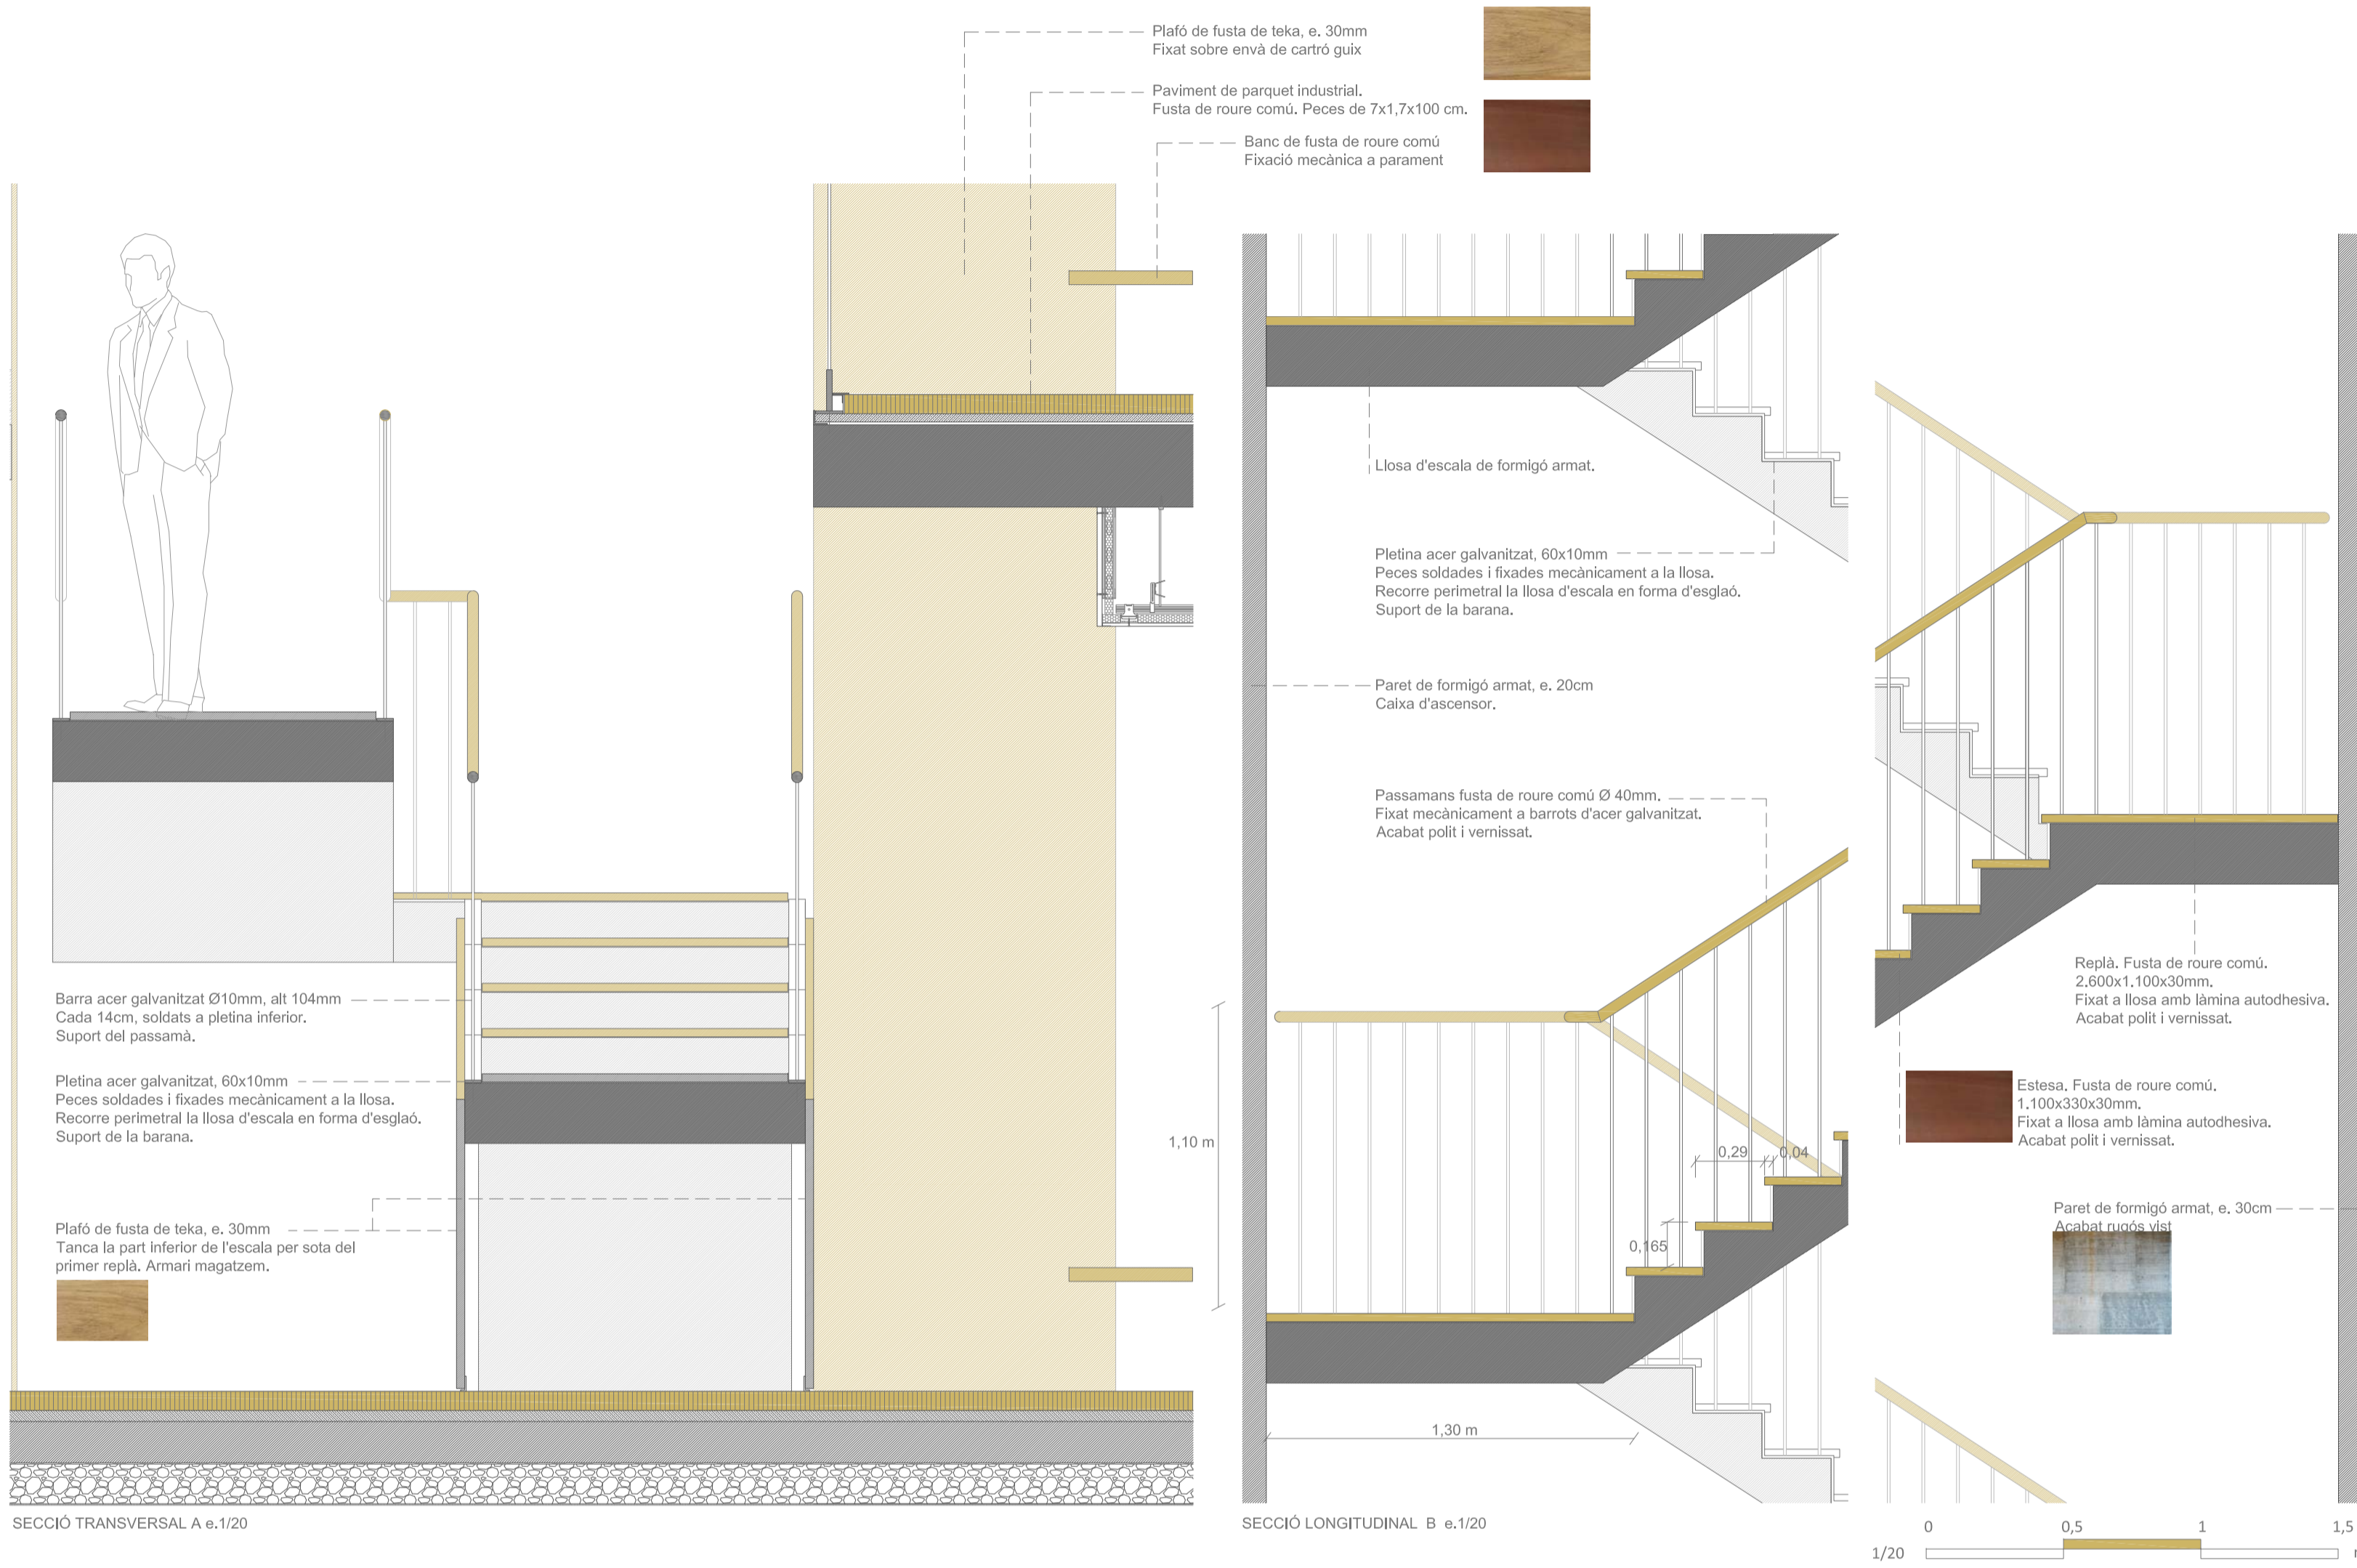 Plafó de fusta de teka, e. 30mm
Fixat sobre envà de cartró guix
Paviment de parquet industrial.
Fusta de roure comú. Peces de 7x1,7x100 cm.
Banc de fusta de roure comú
Fixació mecànica a parament
Llosa d'escala de formigó armat.
Pletina acer galvanitzat, 60x10mm
Peces soldades i fixades mecànicament a la llosa.
Recorre perimetral la llosa d'escala en forma d'esglaó.
Suport de la barana.
Paret de formigó armat, e. 20cm
Caixa d'ascensor.
Passamans fusta de roure comú Ø 40mm.
Fixat mecànicament a barrots d'acer galvanitzat.
Acabat polit i vernissat.
Barra acer galvanitzat Ø10mm, alt 104mm
Cada 14cm, soldats a pletina inferior.
Suport del passamà.
Pletina acer galvanitzat, 60x10mm
Peces soldades i fixades mecànicament a la llosa.
Recorre perimetral la llosa d'escala en forma d'esglaó.
Suport de la barana.
Plafó de fusta de teka, e. 30mm
Tanca la part inferior de l'escala per sota del
primer replà. Armari magatzem.
1,10 m
0,29 0,04
0,165
1,30 m
Replà. Fusta de roure comú.
2.600x1.100x30mm.
Fixat a llosa amb làmina autodhesiva.
Acabat polit i vernissat.
Estesa. Fusta de roure comú.
1.100x330x30mm.
Fixat a llosa amb làmina autodhesiva.
Acabat polit i vernissat.
Paret de formigó armat, e. 30cm
Acabat rugós vist
SECCIÓ TRANSVERSAL A e.1/20
SECCIÓ LONGITUDINAL B e.1/20
0 0,5 1 1,5
1/20